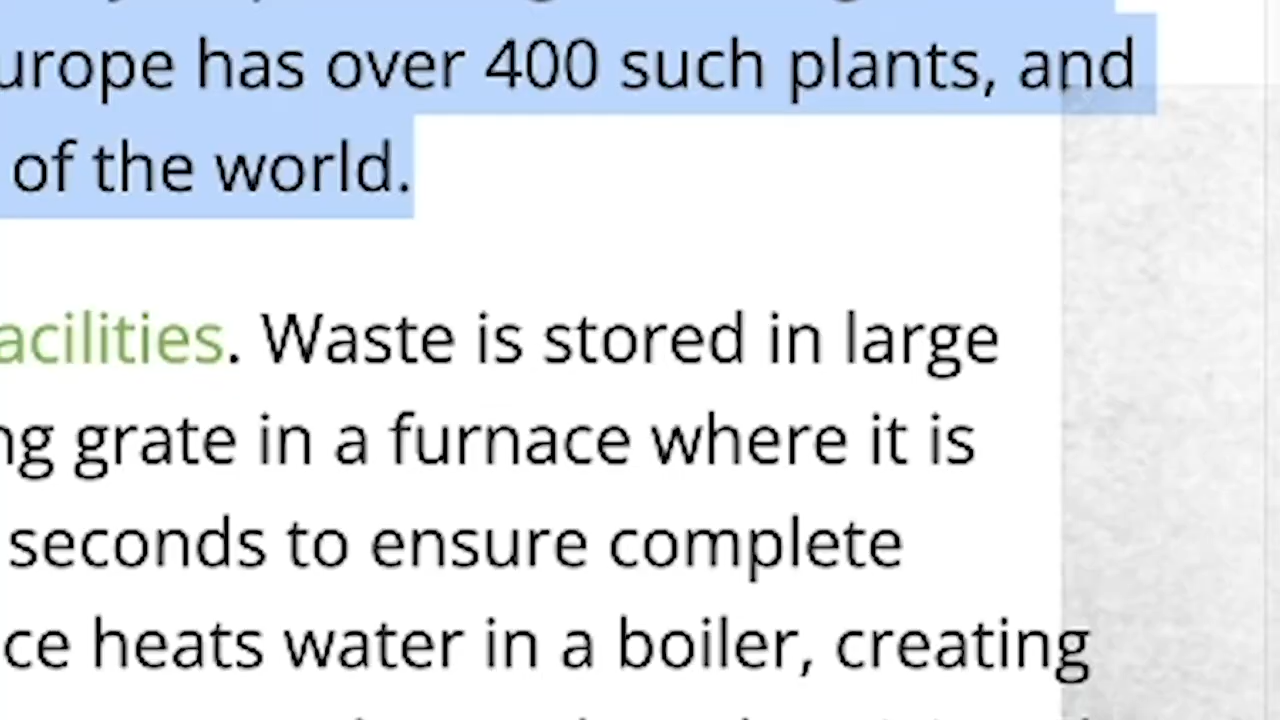 urope has over 400 such plants, and
of the world.
acilities. Waste is stored in large
ng grate in a furnace where it is
seconds to ensure complete
ce heats water in a boiler, creating